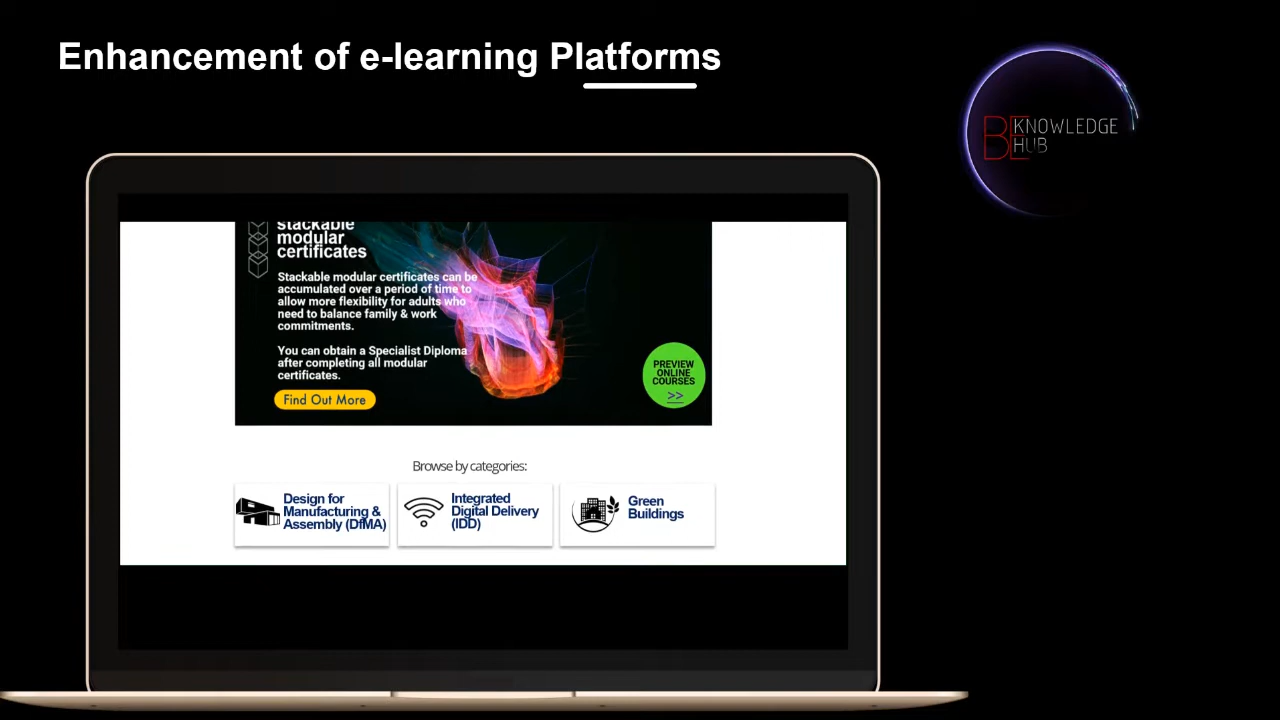 Enhancement of e-learning Platforms
BE KNOWLEDGE
HUB
stackable
modular
certificates
Stackable modular certificates can be
accumulated over a period of time to
allow more flexibility for adults who
need to balance family & work
commitments.
You can obtain a Specialist Diploma
after completing all modular
certificates.
Find Out More
PREVIEW
ONLINE
COURSES
>>
Browse by categories:
Design for
Manufacturing &
Assembly (DfMA)
Integrated
Digital Delivery
(IDD)
Green
Buildings